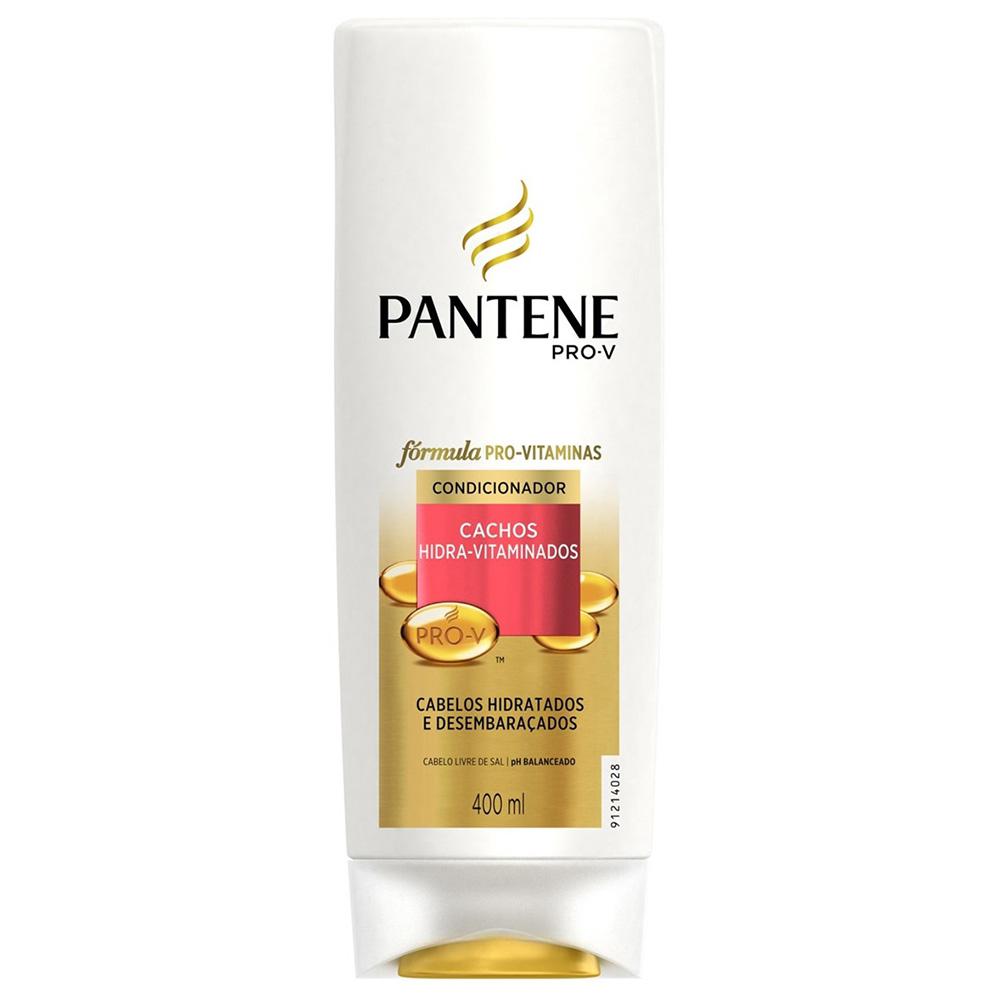 PANTENE
PRO-V
fórmula PRO-VITAMINAS
CONDICIONADOR
CACHOS
HIDRA-VITAMINADOS
PRO-V
TM
CABELOS HIDRATADOS
E DESEMBARAÇADOS
CABELO LIVRE DE SAL | pH BALANCEADO
400 ml
91214028